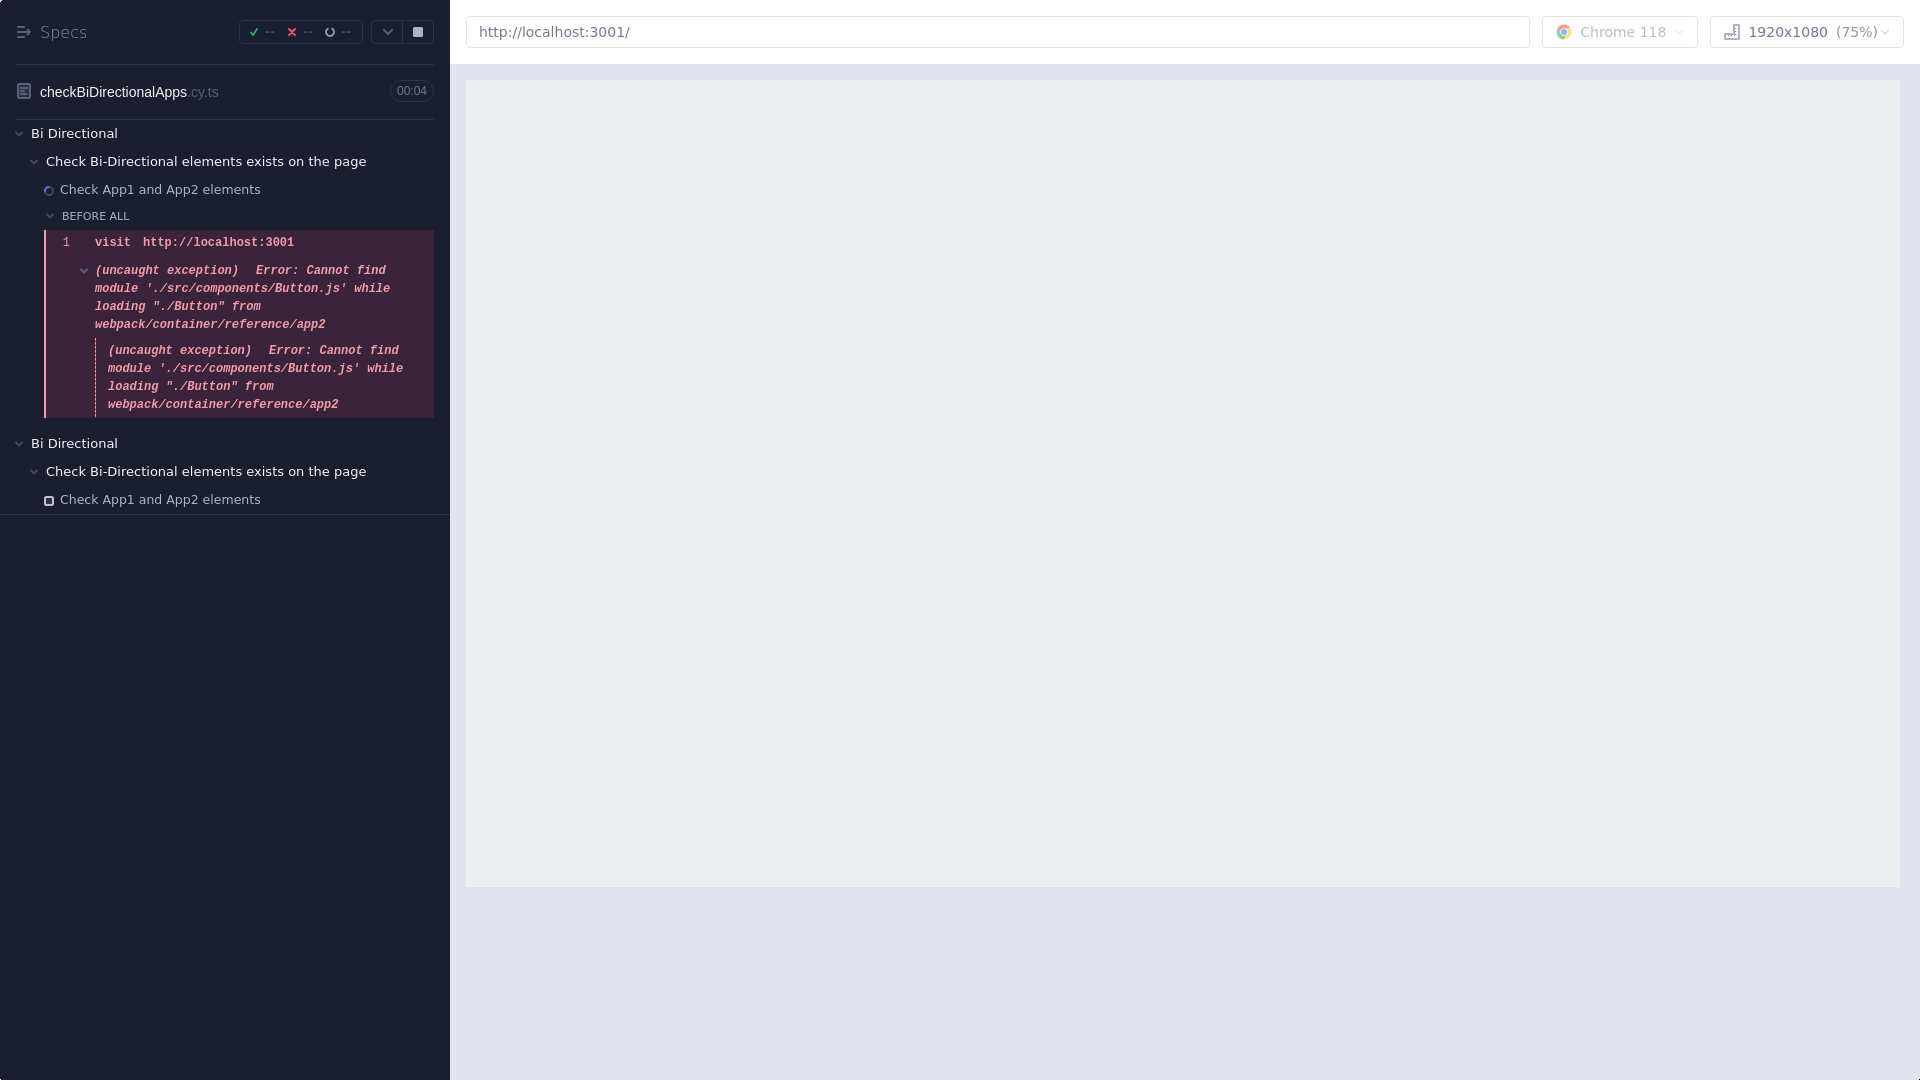 Specs
--
--
--
checkBiDirectionalApps.cy.ts
00:04
Bi Directional
Check Bi-Directional elements exists on the page
Check App1 and App2 elements
BEFORE ALL
1 visit http://localhost:3001
(uncaught exception) Error: Cannot find
module './src/components/Button.js' while
loading "./Button" from
webpack/container/reference/app2
(uncaught exception) Error: Cannot find
module './src/components/Button.js' while
loading "./Button" from
webpack/container/reference/app2
Bi Directional
Check Bi-Directional elements exists on the page
Check App1 and App2 elements
http://localhost:3001/
Chrome 118
1920x1080 (75%)